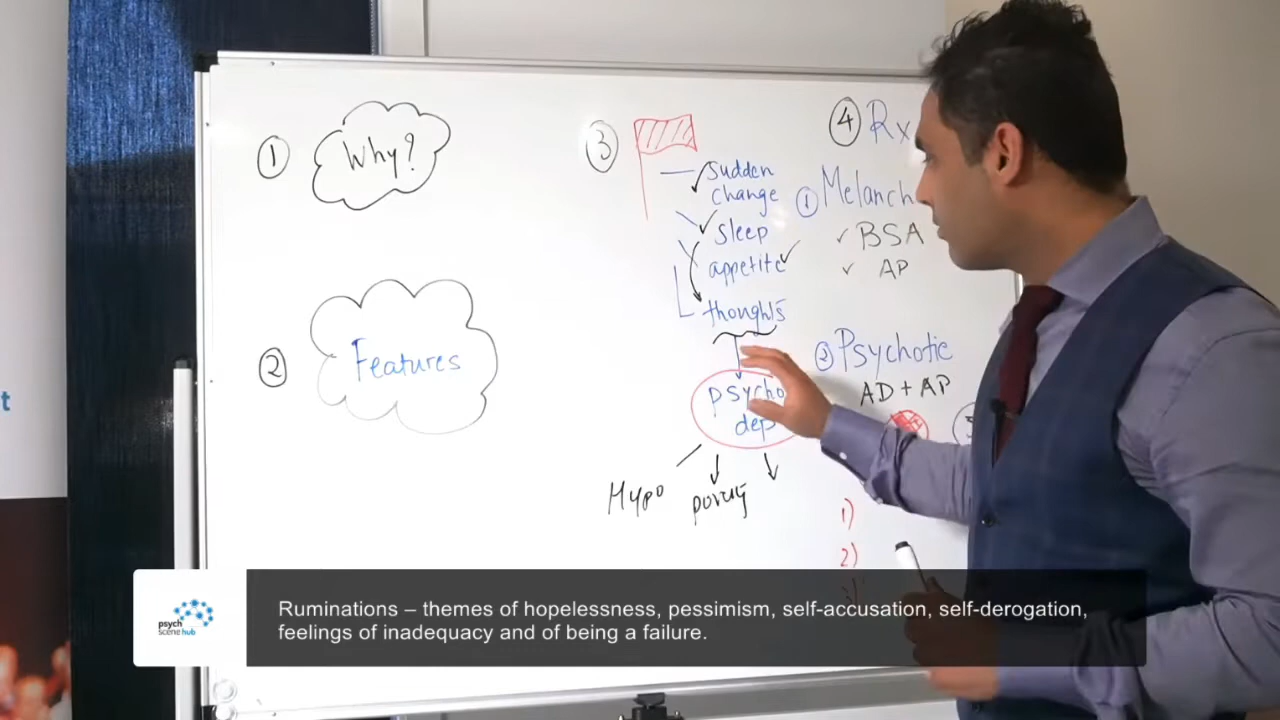 ① Why?
② Features
③
sudden
change
sleep
appetite
thoughts
psycho
dep
Hypo
④ Rx
① Melanch
BSA
AP
② Psychotic
AD + AP
1)
2)
3)
t
psych
scene hub
Ruminations – themes of hopelessness, pessimism, self-accusation, self-derogation,
feelings of inadequacy and of being a failure.